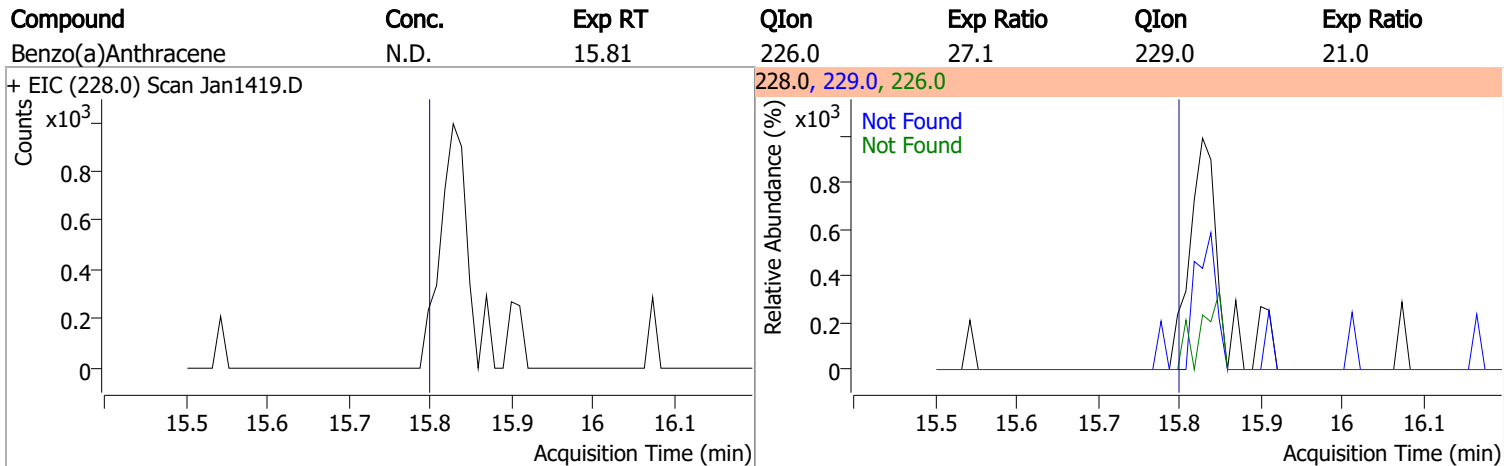 Compound Conc. Exp RT QIon Exp Ratio QIon Exp Ratio
Benzo(a)Anthracene N.D. 15.81 226.0 27.1 229.0 21.0
+ EIC (228.0) Scan Jan1419.D
Counts
x10³
0.8
0.6
0.4
0.2
0
15.5 15.6 15.7 15.8 15.9 16 16.1
Acquisition Time (min)
228.0, 229.0, 226.0
Relative Abundance (%)
x10³
Not Found
Not Found
0.8
0.6
0.4
0.2
0
15.5 15.6 15.7 15.8 15.9 16 16.1
Acquisition Time (min)